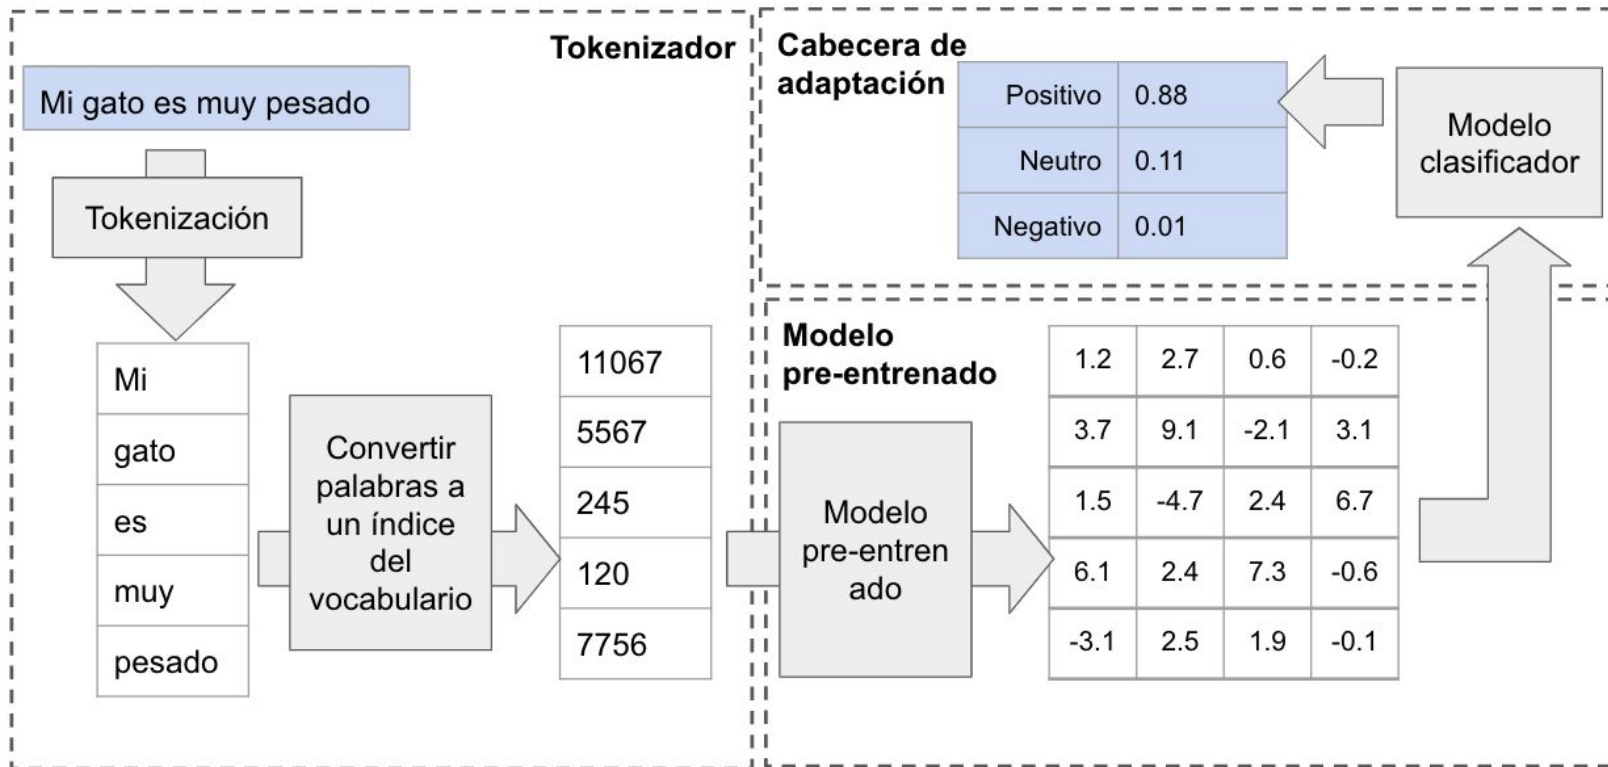 Tokenizador
Mi gato es muy pesado
Tokenización
Mi
gato
es
muy
pesado
Convertir
palabras a
un índice
del
vocabulario
11067
5567
245
120
7756
Cabecera de
adaptación
Positivo 0.88
Neutro 0.11
Negativo 0.01
Modelo
clasificador
Modelo
pre-entrenado
Modelo
pre-entren
ado
1.2 2.7 0.6 -0.2
3.7 9.1 -2.1 3.1
1.5 -4.7 2.4 6.7
6.1 2.4 7.3 -0.6
-3.1 2.5 1.9 -0.1